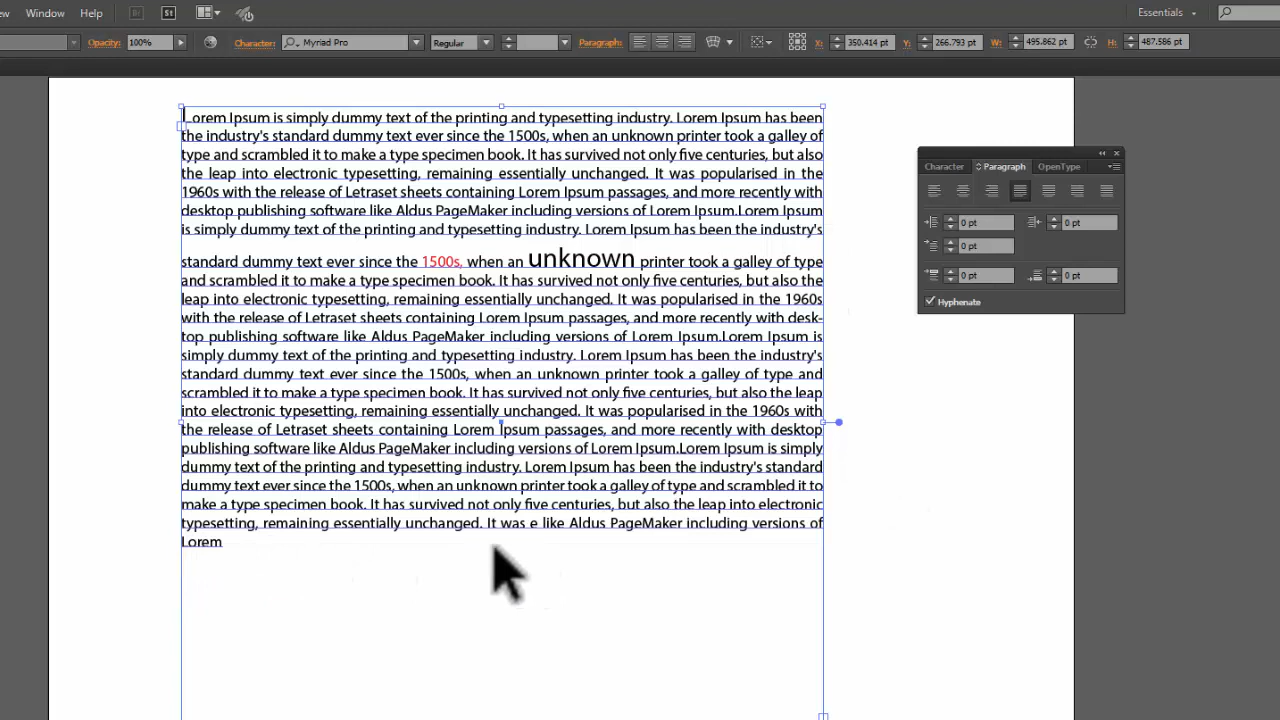 ew Window Help Br St Essentials
Opacity: 100% Character: Myriad Pro Regular Paragraph: X: 350.414 pt Y: 266.793 pt W: 495.862 pt H: 487.586 pt
Lorem Ipsum is simply dummy text of the printing and typesetting industry. Lorem Ipsum has been
the industry's standard dummy text ever since the 1500s, when an unknown printer took a galley of
type and scrambled it to make a type specimen book. It has survived not only five centuries, but also
the leap into electronic typesetting, remaining essentially unchanged. It was popularised in the
1960s with the release of Letraset sheets containing Lorem Ipsum passages, and more recently with
desktop publishing software like Aldus PageMaker including versions of Lorem Ipsum.Lorem Ipsum
is simply dummy text of the printing and typesetting industry. Lorem Ipsum has been the industry's
standard dummy text ever since the 1500s, when an unknown printer took a galley of type
and scrambled it to make a type specimen book. It has survived not only five centuries, but also the
leap into electronic typesetting, remaining essentially unchanged. It was popularised in the 1960s
with the release of Letraset sheets containing Lorem Ipsum passages, and more recently with desk-
top publishing software like Aldus PageMaker including versions of Lorem Ipsum.Lorem Ipsum is
simply dummy text of the printing and typesetting industry. Lorem Ipsum has been the industry's
standard dummy text ever since the 1500s, when an unknown printer took a galley of type and
scrambled it to make a type specimen book. It has survived not only five centuries, but also the leap
into electronic typesetting, remaining essentially unchanged. It was popularised in the 1960s with
the release of Letraset sheets containing Lorem Ipsum passages, and more recently with desktop
publishing software like Aldus PageMaker including versions of Lorem Ipsum.Lorem Ipsum is simply
dummy text of the printing and typesetting industry. Lorem Ipsum has been the industry's standard
dummy text ever since the 1500s, when an unknown printer took a galley of type and scrambled it to
make a type specimen book. It has survived not only five centuries, but also the leap into electronic
typesetting, remaining essentially unchanged. It was e like Aldus PageMaker including versions of
Lorem
Character Paragraph OpenType
0 pt 0 pt
0 pt
0 pt 0 pt
Hyphenate